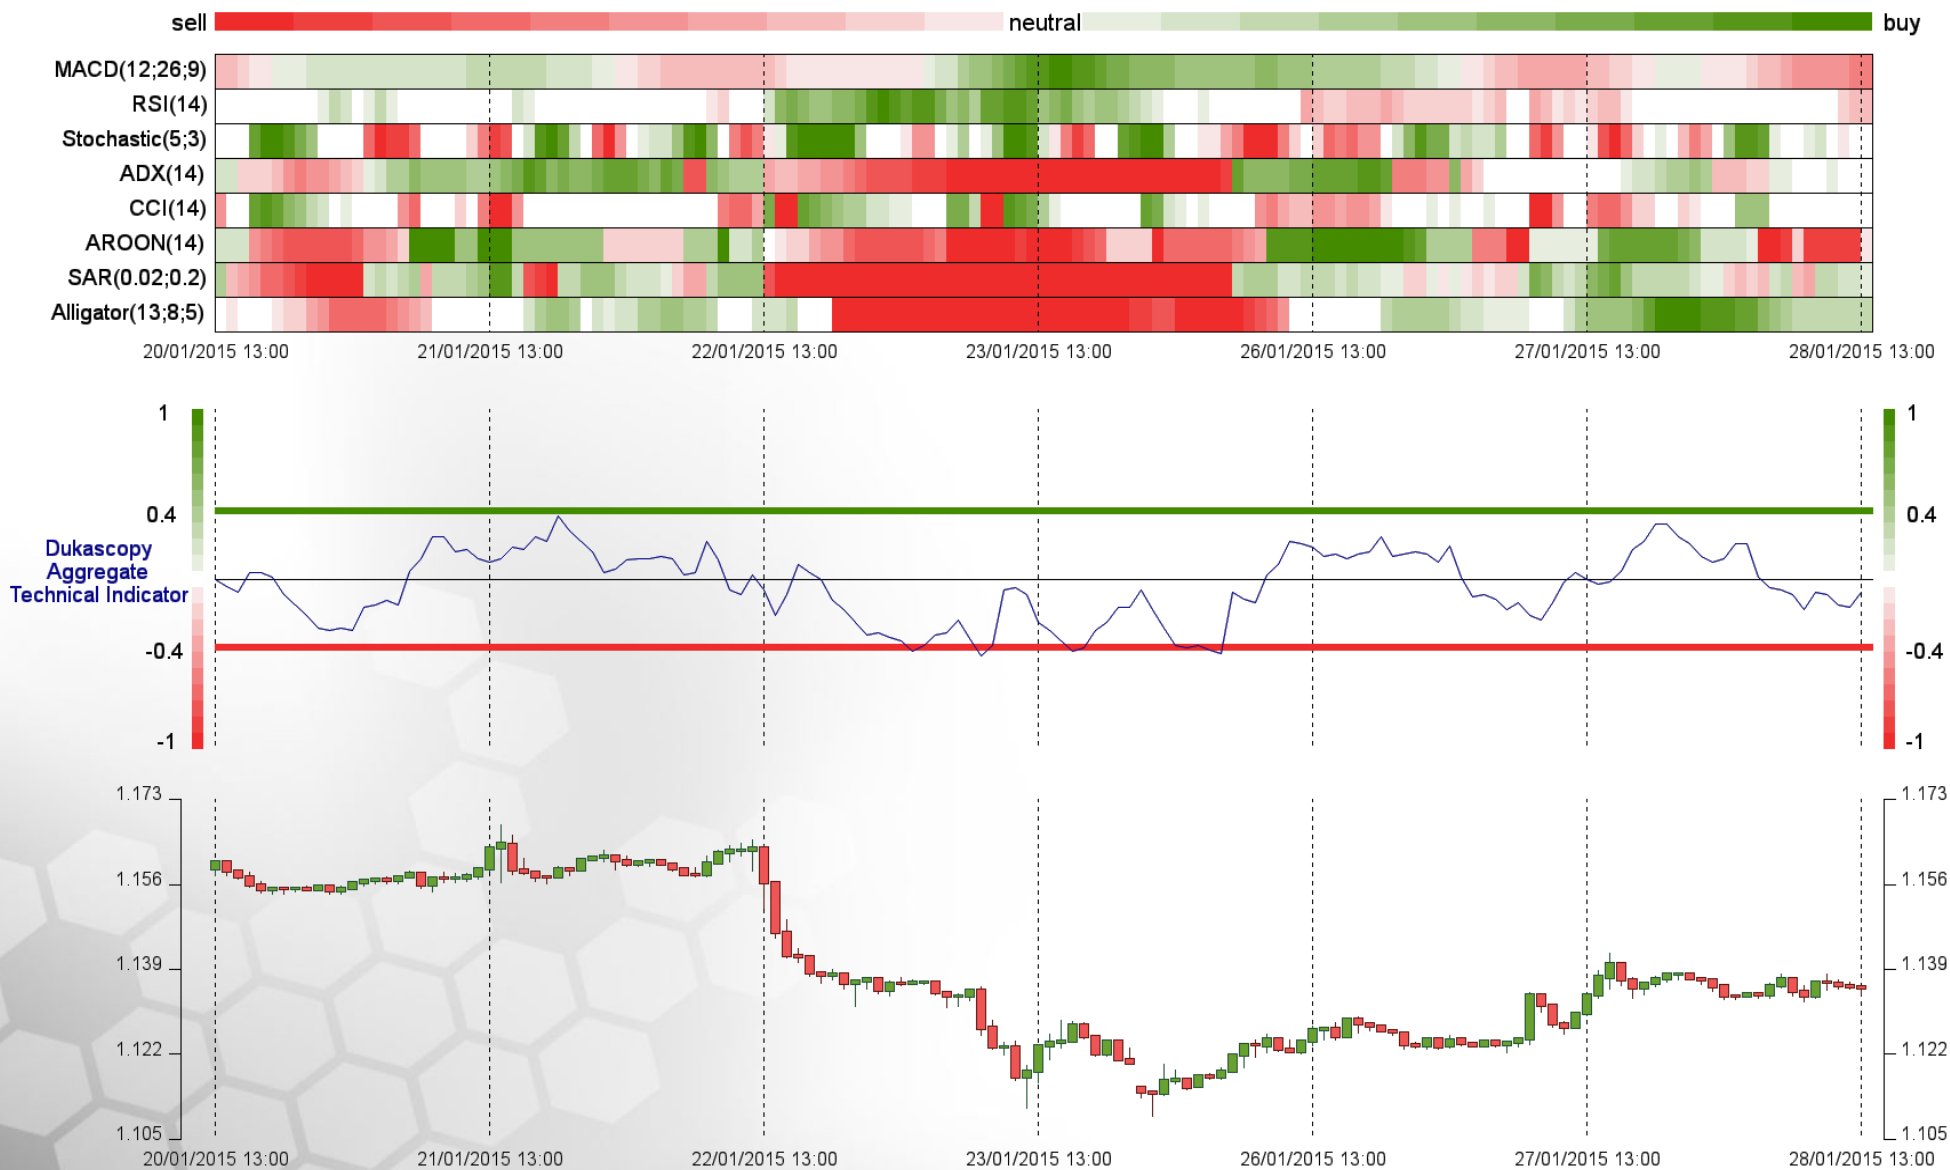 sell neutral buy
MACD(12;26;9)
RSI(14)
Stochastic(5;3)
ADX(14)
CCI(14)
AROON(14)
SAR(0.02;0.2)
Alligator(13;8;5)
20/01/2015 13:00 21/01/2015 13:00 22/01/2015 13:00 23/01/2015 13:00 26/01/2015 13:00 27/01/2015 13:00 28/01/2015 13:00
1 1
0.4 0.4
Dukascopy
Aggregate
Technical Indicator
-0.4 -0.4
-1 -1
1.173 1.173
1.156 1.156
1.139 1.139
1.122 1.122
1.105 1.105
20/01/2015 13:00 21/01/2015 13:00 22/01/2015 13:00 23/01/2015 13:00 26/01/2015 13:00 27/01/2015 13:00 28/01/2015 13:00